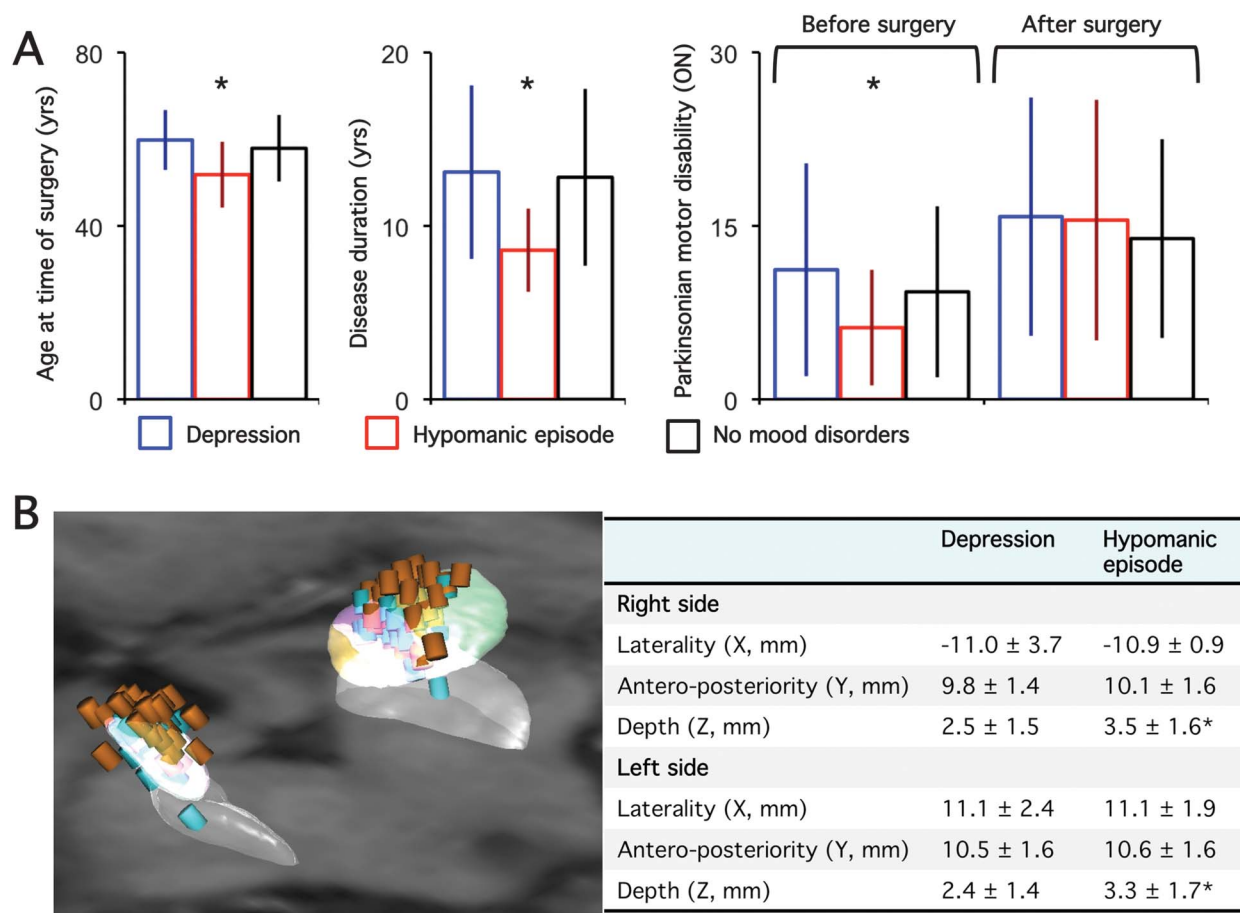 A
Before surgery
After surgery
Age at time of surgery (yrs)
80
40
0
*
Disease duration (yrs)
20
10
0
*
Parkinsonian motor disability (ON)
30
15
0
*
Depression
Hypomanic episode
No mood disorders
B
Depression
Hypomanic
episode
Right side
Laterality (X, mm) -11.0 ± 3.7 -10.9 ± 0.9
Antero-posteriority (Y, mm) 9.8 ± 1.4 10.1 ± 1.6
Depth (Z, mm) 2.5 ± 1.5 3.5 ± 1.6*
Left side
Laterality (X, mm) 11.1 ± 2.4 11.1 ± 1.9
Antero-posteriority (Y, mm) 10.5 ± 1.6 10.6 ± 1.6
Depth (Z, mm) 2.4 ± 1.4 3.3 ± 1.7*